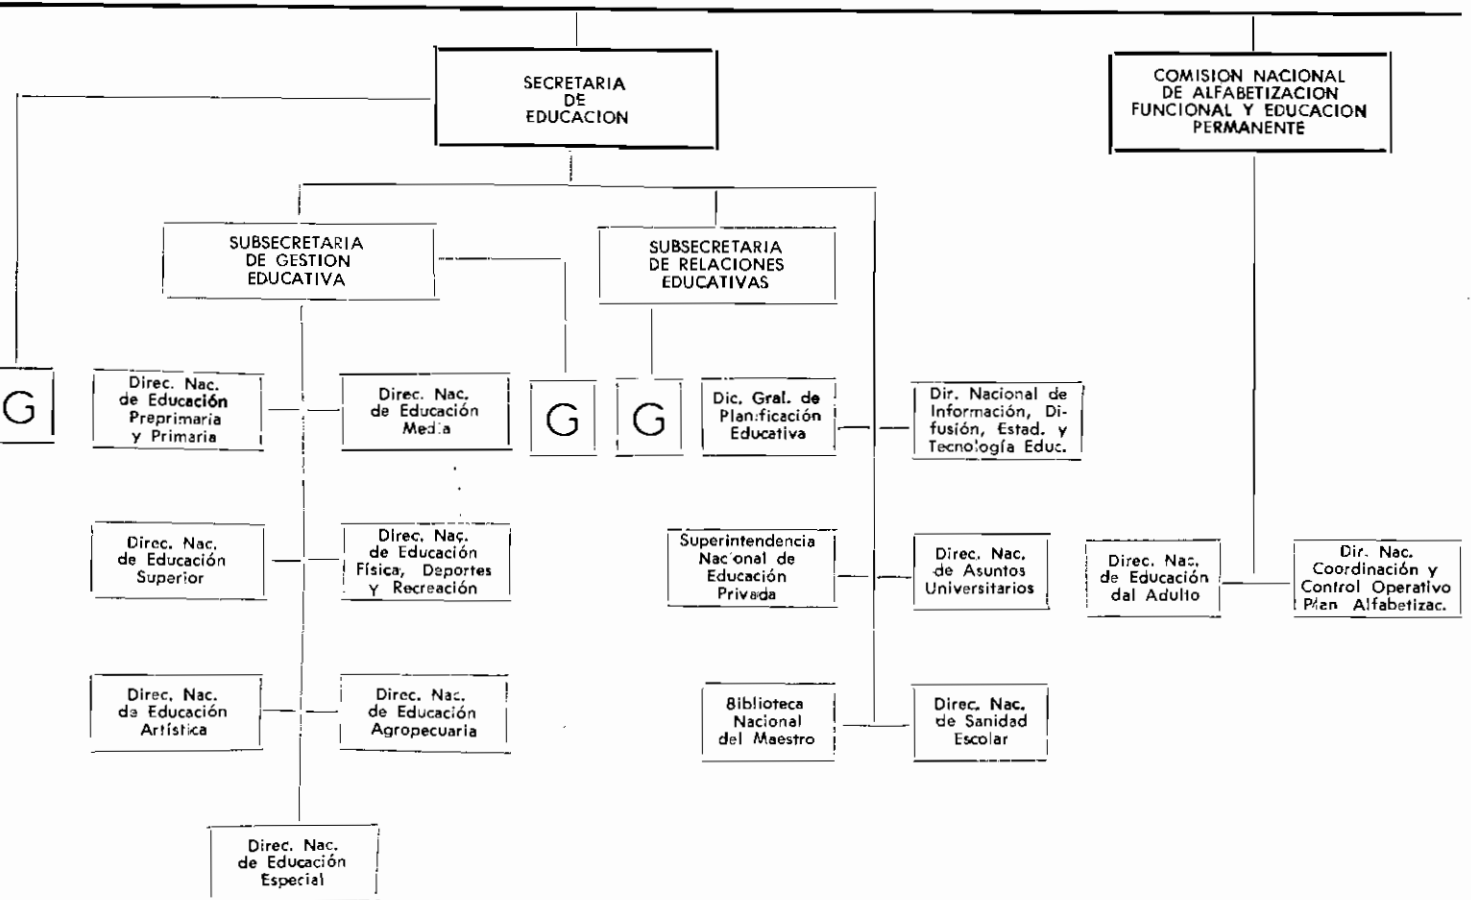 SECRETARIA
DE
EDUCACION
COMISION NACIONAL
DE ALFABETIZACION
FUNCIONAL Y EDUCACION
PERMANENTE
SUBSECRETARIA
DE GESTION
EDUCATIVA
SUBSECRETARIA
DE RELACIONES
EDUCATIVAS
G
Direc. Nac.
de Educación
Preprimaria
y Primaria
Direc. Nac.
de Educación
Media
G
G
Dic. Gral. de
Planificación
Educativa
Dir. Nacional de
Información, Di-
fusión, Estad. y
Tecnología Educ.
Direc. Nac.
de Educación
Superior
Direc. Nac.
de Educación
Física, Deportes
y Recreación
Superintendencia
Nacional de
Educación
Privada
Direc. Nac.
de Asuntos
Universitarios
Direc. Nac.
de Educación
dal Adulto
Dir. Nac.
Coordinación y
Control Operativo
Plan Alfabetizac.
Direc. Nac.
de Educación
Artística
Direc. Nac.
de Educación
Agropecuaria
Biblioteca
Nacional
del Maestro
Direc. Nac.
de Sanidad
Escolar
Direc. Nac.
de Educación
Especial